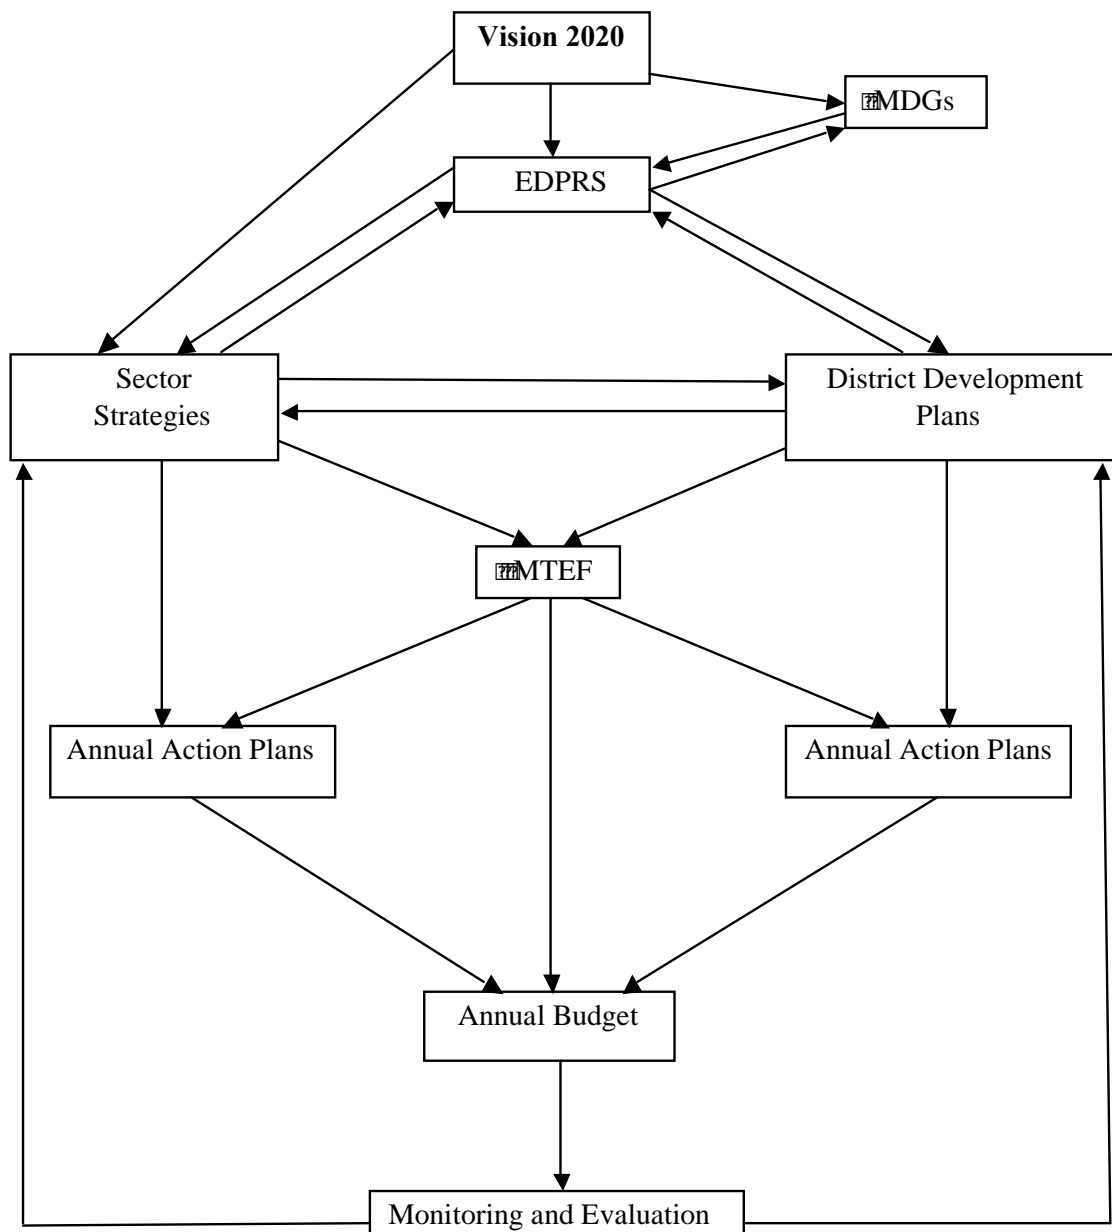 Vision 2020
MDGs
EDPRS
Sector
Strategies
District Development
Plans
MTEF
Annual Action Plans
Annual Action Plans
Annual Budget
Monitoring and Evaluation